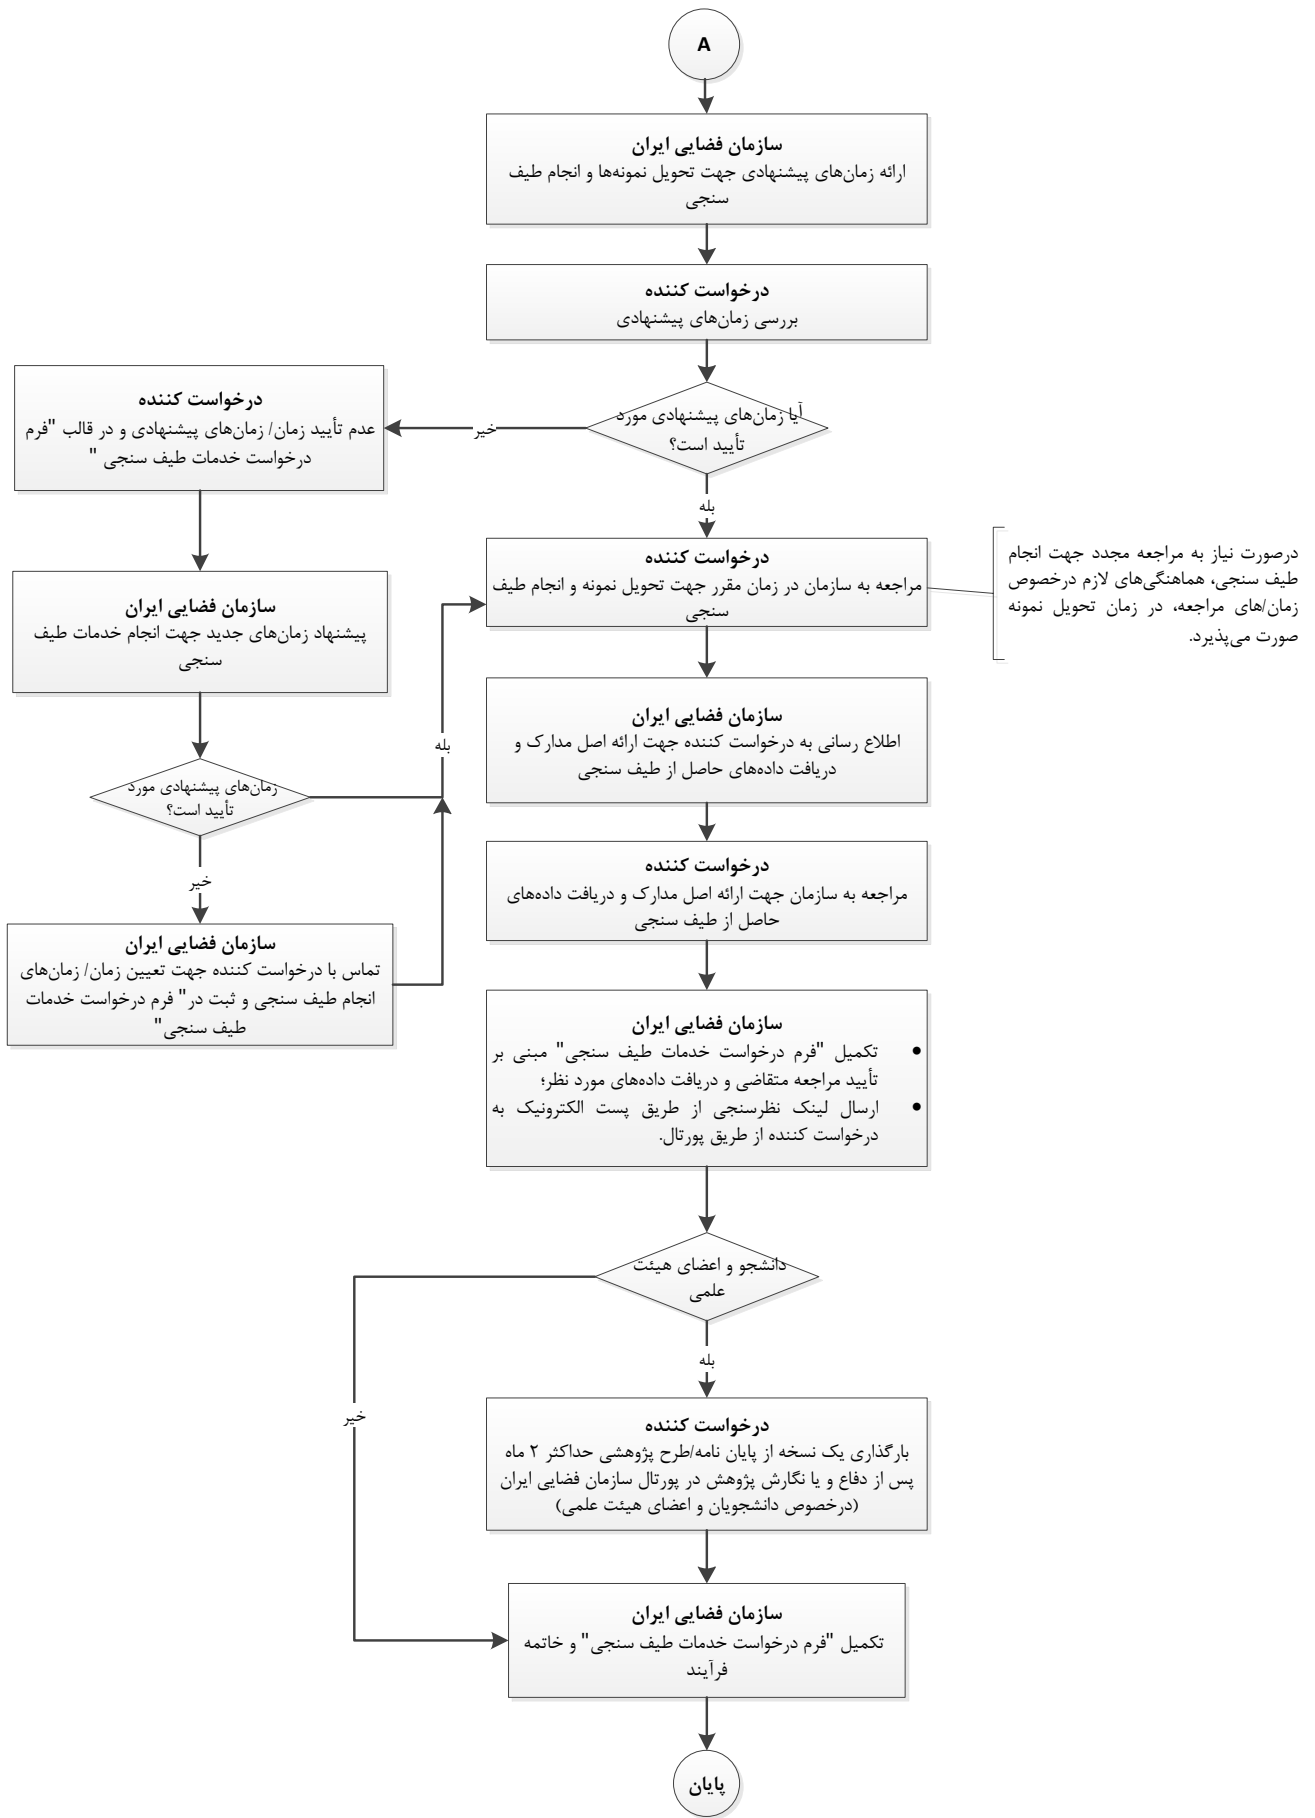 A
سازمان فضایی ایران
ارائه زمان‌های پیشنهادی جهت تحویل نمونه‌ها و انجام طیف
سنجی
درخواست کننده
بررسی زمان‌های پیشنهادی
آیا زمان‌های پیشنهادی مورد
تأیید است؟
خیر
درخواست کننده
عدم تأیید زمان/ زمان‌های پیشنهادی و در قالب "فرم
درخواست خدمات طیف سنجی "
بله
درخواست کننده
مراجعه به سازمان در زمان مقرر جهت تحویل نمونه و انجام طیف
سنجی
درصورت نیاز به مراجعه مجدد جهت انجام
طیف سنجی، هماهنگی‌های لازم درخصوص
زمان/های مراجعه، در زمان تحویل نمونه
صورت می‌پذیرد.
سازمان فضایی ایران
پیشنهاد زمان‌های جدید جهت انجام خدمات طیف
سنجی
زمان‌های پیشنهادی مورد
تأیید است؟
بله
خیر
سازمان فضایی ایران
تماس با درخواست کننده جهت تعیین زمان/ زمان‌های
انجام طیف سنجی و ثبت در" فرم درخواست خدمات
طیف سنجی"
سازمان فضایی ایران
اطلاع رسانی به درخواست کننده جهت ارائه اصل مدارک و
دریافت داده‌های حاصل از طیف سنجی
درخواست کننده
مراجعه به سازمان جهت ارائه اصل مدارک و دریافت داده‌های
حاصل از طیف سنجی
سازمان فضایی ایران
● تکمیل "فرم درخواست خدمات طیف سنجی" مبنی بر
تأیید مراجعه متقاضی و دریافت داده‌های مورد نظر؛
● ارسال لینک نظرسنجی از طریق پست الکترونیک به
درخواست کننده از طریق پورتال.
دانشجو و اعضای هیئت
علمی
بله
خیر
درخواست کننده
بارگذاری یک نسخه از پایان نامه/طرح پژوهشی حداکثر ۲ ماه
پس از دفاع و یا نگارش پژوهش در پورتال سازمان فضایی ایران
(درخصوص دانشجویان و اعضای هیئت علمی)
سازمان فضایی ایران
تکمیل "فرم درخواست خدمات طیف سنجی" و خاتمه
فرآیند
پایان